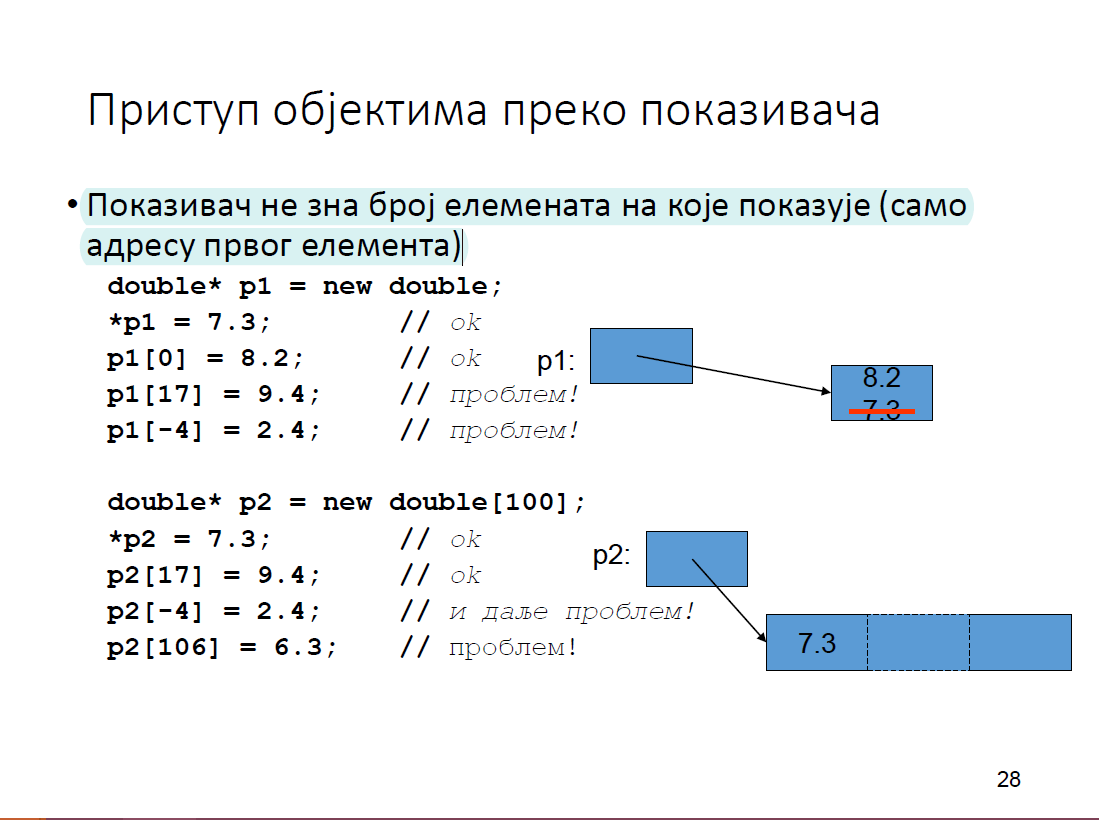 Приступ објектима преко показивача
• Показивач не зна број елемената на које показује (само
адресу првог елемента)
double* p1 = new double;
*p1 = 7.3; // ok
p1[0] = 8.2; // ok
p1[17] = 9.4; // проблем!
p1[-4] = 2.4; // проблем!
p1:
8.2
7.3
double* p2 = new double[100];
*p2 = 7.3; // ok
p2[17] = 9.4; // ok
p2[-4] = 2.4; // и даље проблем!
p2[106] = 6.3; // проблем!
p2:
7.3
28